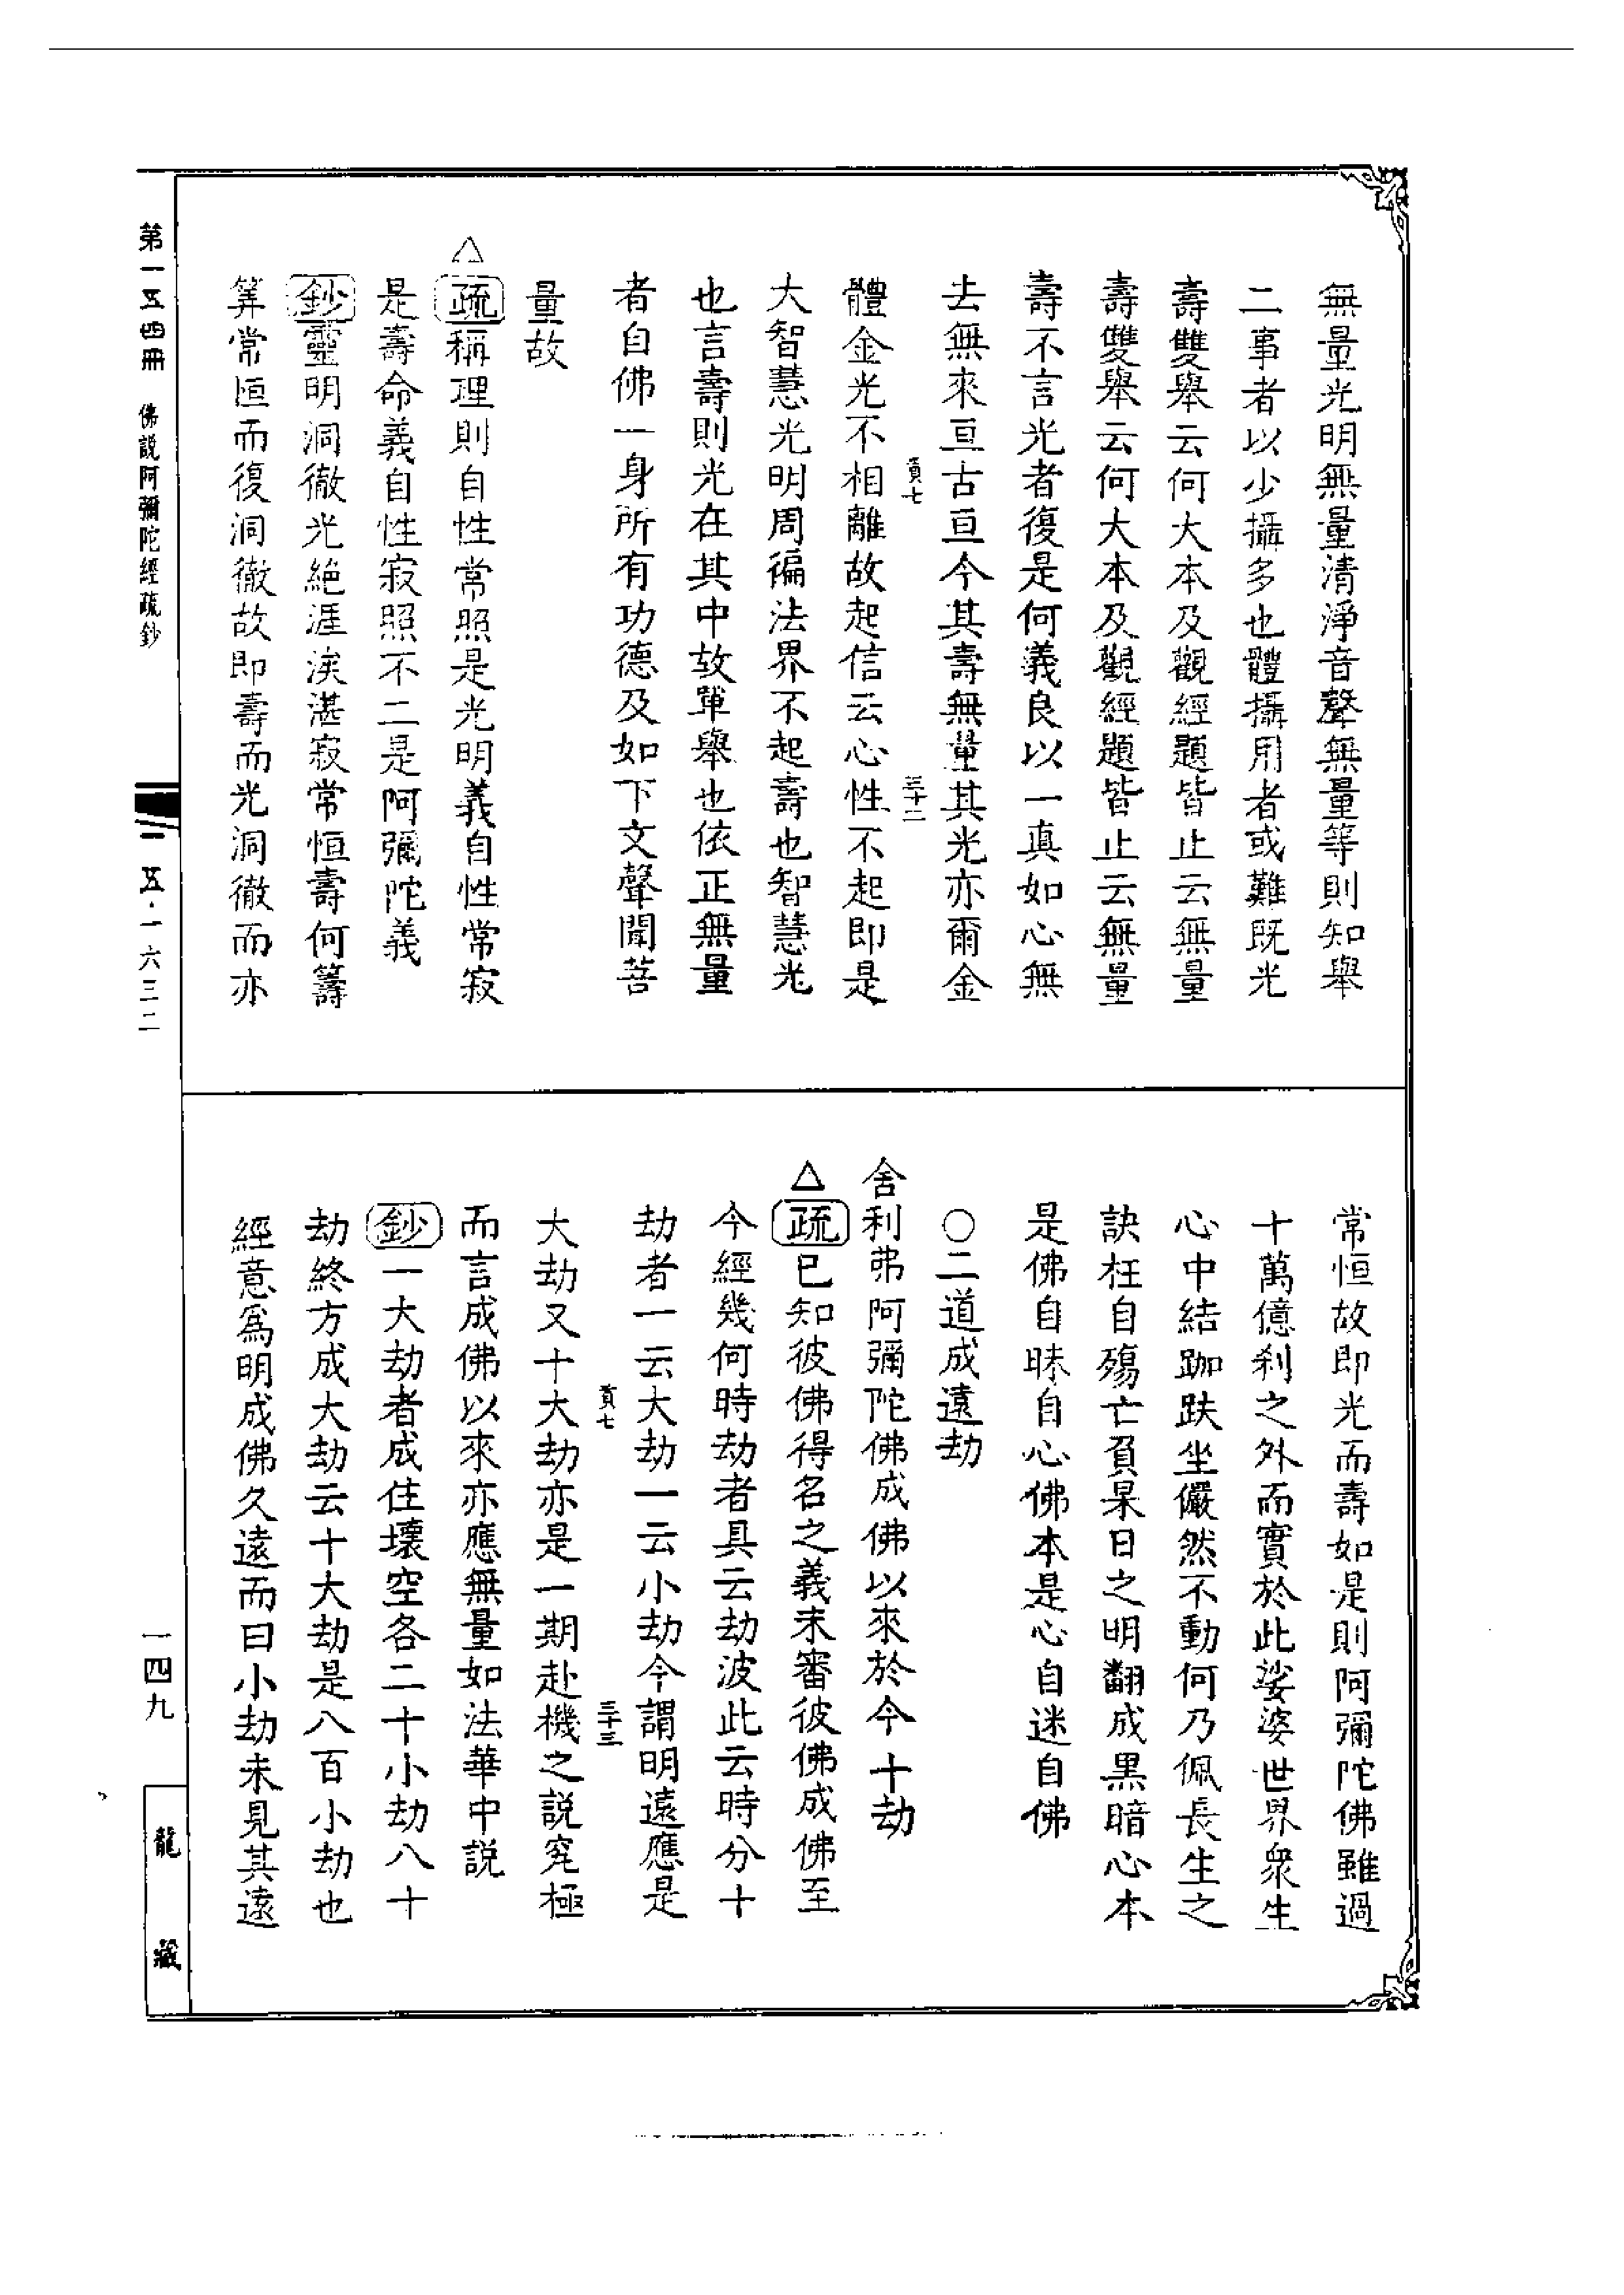 無量光明無量清淨音聲無量等則知舉
二事者以少攝多也體攝用者或難既光
壽雙舉云何大本及觀經題皆止云無量
壽雙舉云何大本及觀經題皆止云無量
壽不言光者復是何義良以一真如心無
去無來亘古亘今其壽無量其光亦爾金
貢七
三十二
體金光不相離故起信云心性不起即是
大智慧光明周徧法界不起壽也智慧光
也言壽則光在其中故單舉也依正無量
者自佛一身所有功德及如下文聲聞菩
量故
△疏稱理則自性常照是光明義自性常寂
是壽命義自性寂照不二是阿彌陀義
鈔靈明洞徹光絕涯涘湛寂常恒壽何籌
筭常恒而復洞徹故即壽而光洞徹而亦
常恒故即光而壽如是則阿彌陀佛雖過
十萬億刹之外而實於此娑婆世界衆生
心中結跏趺坐儼然不動何乃佩長生之
訣枉自殤亡負杲日之明翻成黑暗心本
是佛自昧自心佛本是心自迷自佛
○二道成遠劫
舍利弗阿彌陀佛成佛以來於今十劫
△疏已知彼佛得名之義未審彼佛成佛至
今經幾何時劫者具云劫波此云時分十
劫者一云大劫一云小劫今謂明遠應是
貢七
三十三
大劫又十大劫亦是一期赴機之説究極
而言成佛以來亦應無量如法華中説
鈔一大劫者成住壞空各二十小劫八十
劫終方成大劫云十大劫是八百小劫也
經意爲明成佛久遠而曰小劫未見其遠
第一五四冊 佛説阿彌陀經疏鈔
一五·一六三二
一四九
龍藏